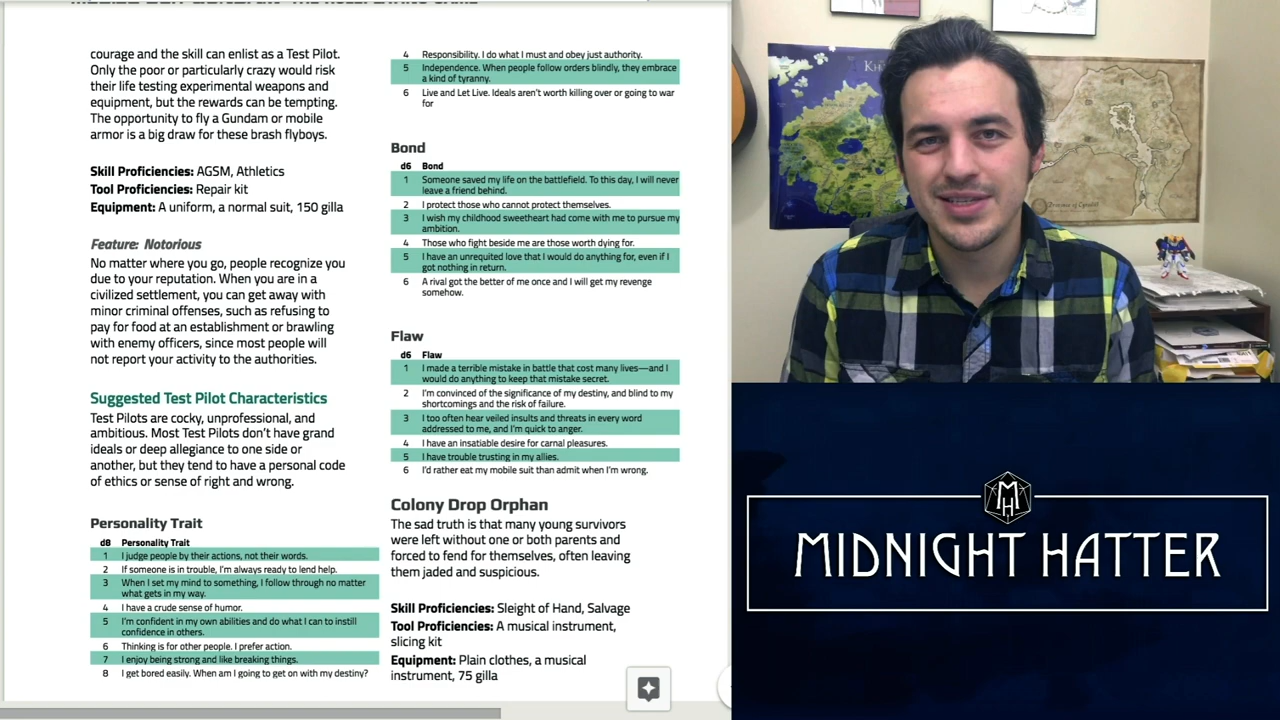 courage and the skill can enlist as a Test Pilot.
Only the poor or particularly crazy would risk
their life testing experimental weapons and
equipment, but the rewards can be tempting.
The opportunity to fly a Gundam or mobile
armor is a big draw for these brash flyboys.
Skill Proficiencies: AGSM, Athletics
Tool Proficiencies: Repair kit
Equipment: A uniform, a normal suit, 150 gilla
Feature: Notorious
No matter where you go, people recognize you
due to your reputation. When you are in a
civilized settlement, you can get away with
minor criminal offenses, such as refusing to
pay for food at an establishment or brawling
with enemy officers, since most people will
not report your activity to the authorities.
Suggested Test Pilot Characteristics
Test Pilots are cocky, unprofessional, and
ambitious. Most Test Pilots don't have grand
ideals or deep allegiance to one side or
another, but they tend to have a personal code
of ethics or sense of right and wrong.
Personality Trait
d8 Personality Trait
1 I judge people by their actions, not their words.
2 If someone is in trouble, I'm always ready to lend help.
3 When I set my mind to something, I follow through no matter
what gets in my way.
4 I have a crude sense of humor.
5 I'm confident in my own abilities and do what I can to instill
confidence in others.
6 Thinking is for other people. I prefer action.
7 I enjoy being strong and like breaking things.
8 I get bored easily. When am I going to get on with my destiny?
4 Responsibility. I do what I must and obey just authority.
5 Independence. When people follow orders blindly, they embrace
a kind of tyranny.
6 Live and Let Live. Ideals aren't worth killing over or going to war
for
Bond
d6 Bond
1 Someone saved my life on the battlefield. To this day, I will never
leave a friend behind.
2 I protect those who cannot protect themselves.
3 I wish my childhood sweetheart had come with me to pursue my
ambition.
4 Those who fight beside me are those worth dying for.
5 I have an unrequited love that I would do anything for, even if I
got nothing in return.
6 A rival got the better of me once and I will get my revenge
somehow.
Flaw
d6 Flaw
1 I made a terrible mistake in battle that cost many lives—and I
would do anything to keep that mistake secret.
2 I'm convinced of the significance of my destiny, and blind to my
shortcomings and the risk of failure.
3 I too often hear veiled insults and threats in every word
addressed to me, and I'm quick to anger.
4 I have an insatiable desire for carnal pleasures.
5 I have trouble trusting in my allies.
6 I'd rather eat my mobile suit than admit when I'm wrong.
Colony Drop Orphan
The sad truth is that many young survivors
were left without one or both parents and
forced to fend for themselves, often leaving
them jaded and suspicious.
Skill Proficiencies: Sleight of Hand, Salvage
Tool Proficiencies: A musical instrument,
slicing kit
Equipment: Plain clothes, a musical
instrument, 75 gilla
MH
MIDNIGHT HATTER